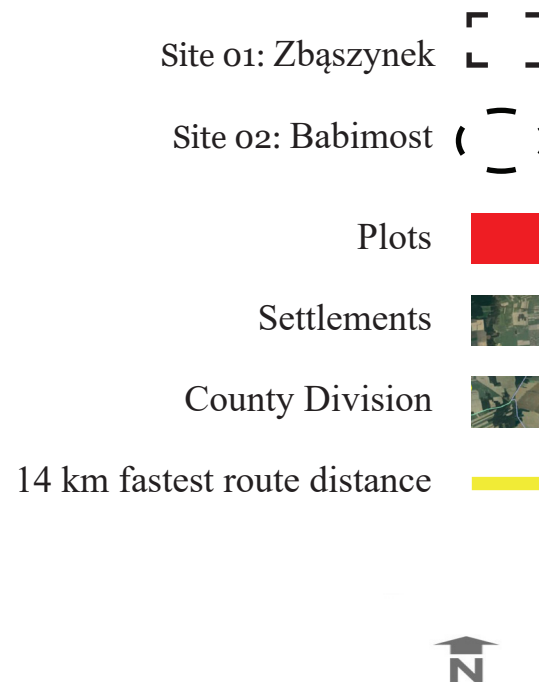 Site 01: Zbąszynek
Site 02: Babimost
Plots
Settlements
County Division
14 km fastest route distance
N